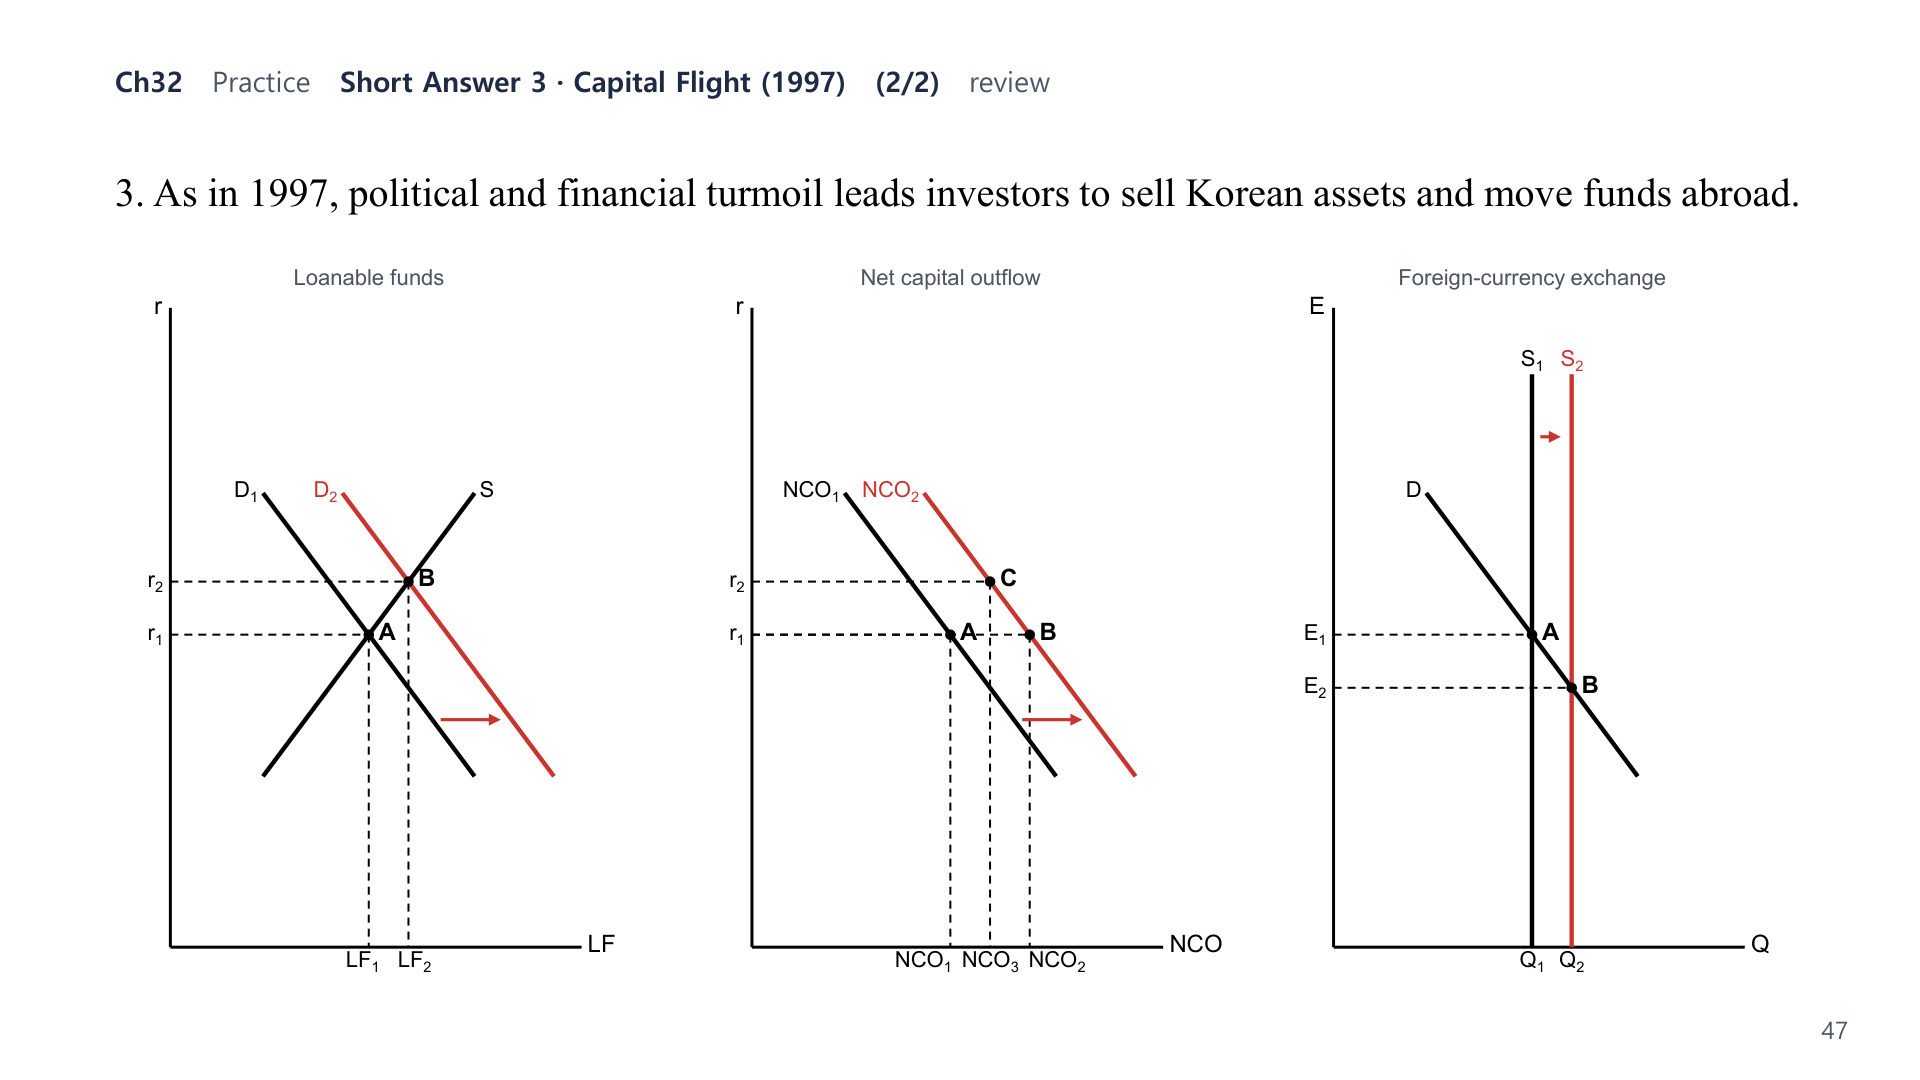 Ch32 Practice Short Answer 3 · Capital Flight (1997) (2/2) review
3. As in 1997, political and financial turmoil leads investors to sell Korean assets and move funds abroad.
Loanable funds
r
D1
D2
S
r2
B
r1
A
LF
LF1
LF2
Net capital outflow
r
NCO1
NCO2
r2
C
r1
A
B
NCO
NCO1
NCO3
NCO2
Foreign-currency exchange
E
S1
S2
D
E1
A
E2
B
Q
Q1
Q2
47